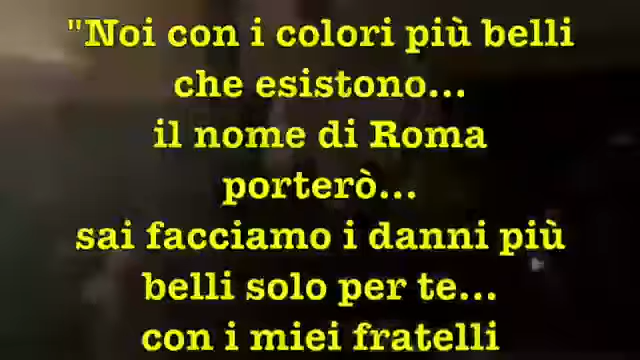 "Noi con i colori più belli
che esistono...
il nome di Roma
porterò...
sai facciamo i danni più
belli solo per te...
con i miei fratelli